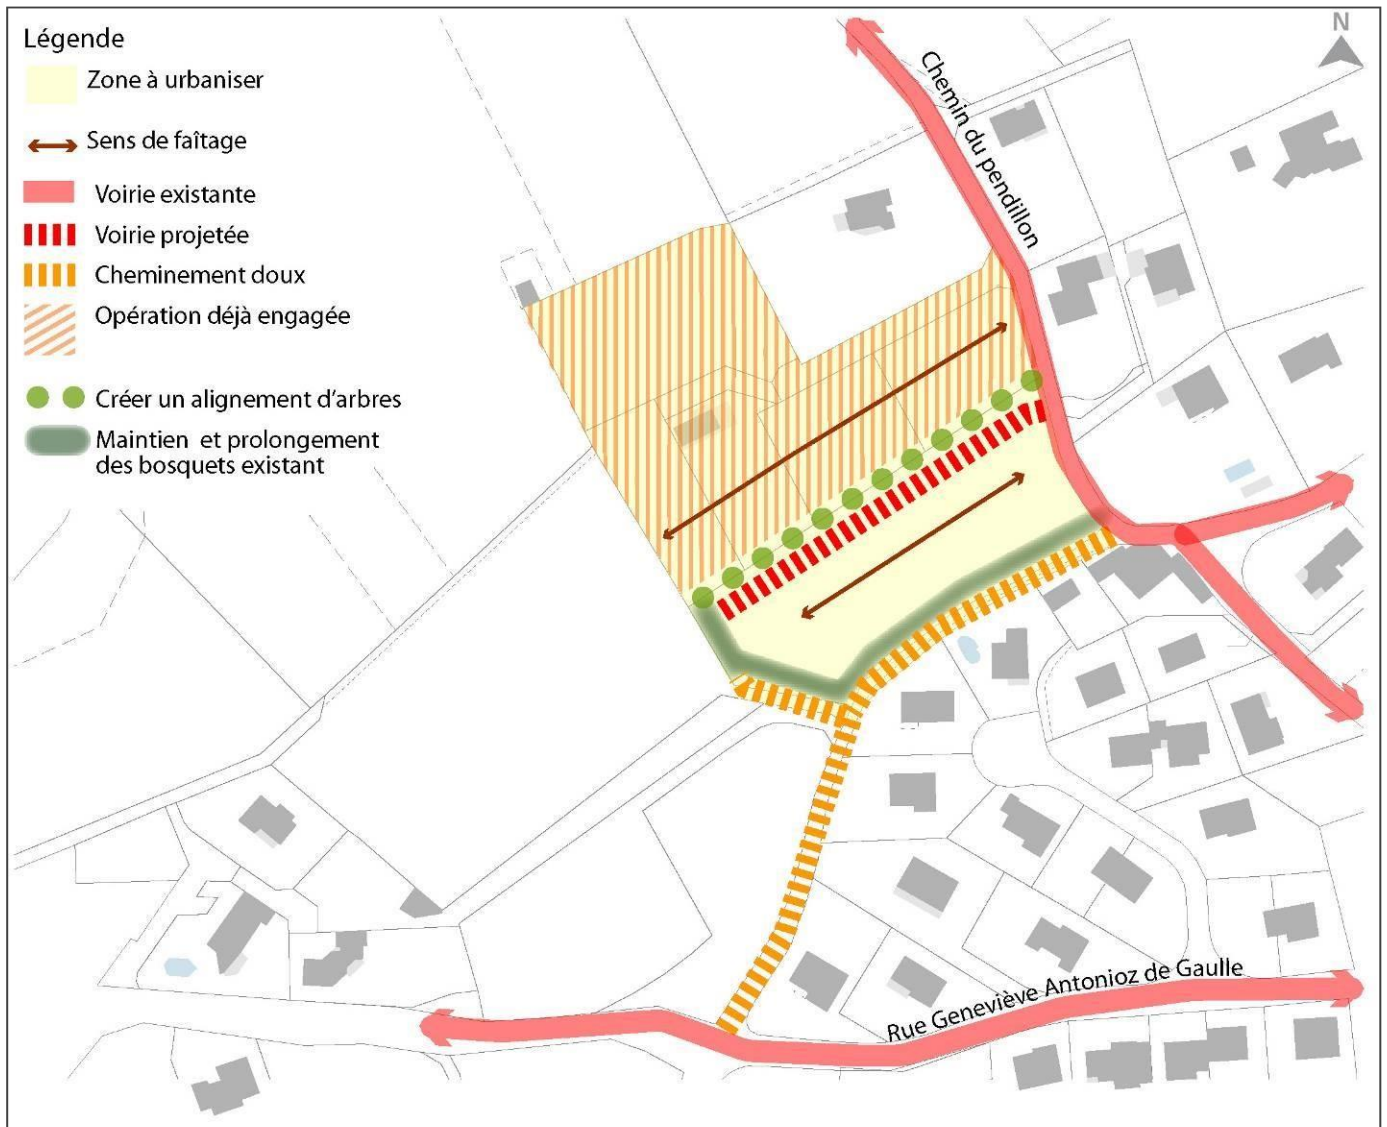 Légende
Zone à urbaniser
Sens de faîtage
Voirie existante
Voirie projetée
Cheminement doux
Opération déjà engagée
Créer un alignement d'arbres
Maintien et prolongement
des bosquets existant
N
Chemin du pendillon
Rue Geneviève Antonioz de Gaulle